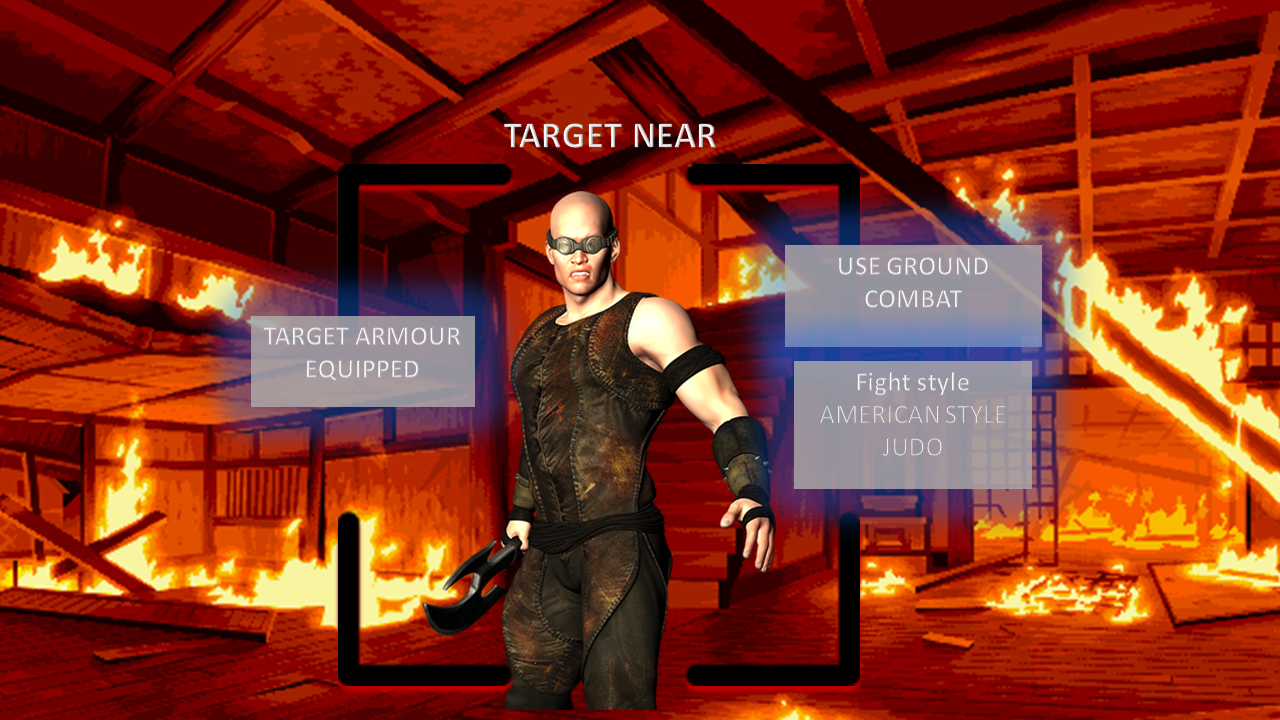 TARGET NEAR
TARGET ARMOUR
EQUIPPED
USE GROUND
COMBAT
Fight style
AMERICAN STYLE
JUDO